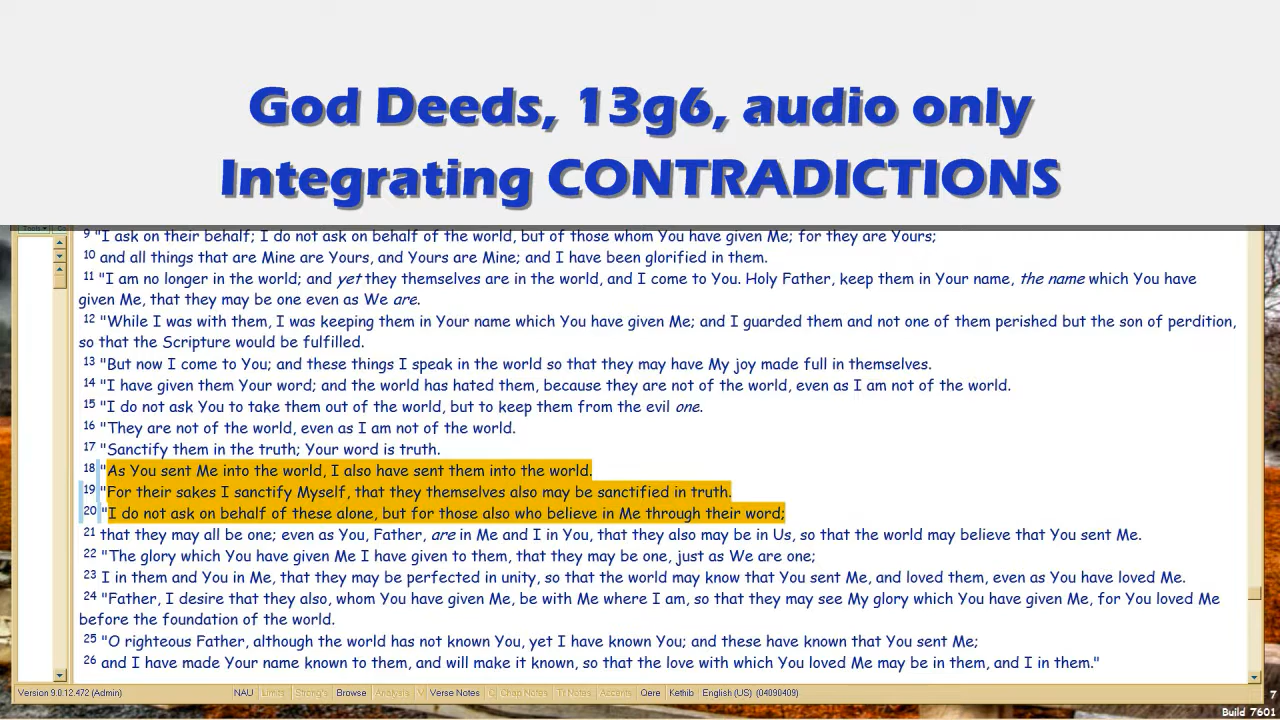 God Deeds, 13g6, audio only
Integrating CONTRADICTIONS
9 "I ask on their behalf; I do not ask on behalf of the world, but of those whom You have given Me; for they are Yours;
10 and all things that are Mine are Yours, and Yours are Mine; and I have been glorified in them.
11 "I am no longer in the world; and yet they themselves are in the world, and I come to You. Holy Father, keep them in Your name, the name which You have
given Me, that they may be one even as We are.
12 "While I was with them, I was keeping them in Your name which You have given Me; and I guarded them and not one of them perished but the son of perdition,
so that the Scripture would be fulfilled.
13 "But now I come to You; and these things I speak in the world so that they may have My joy made full in themselves.
14 "I have given them Your word; and the world has hated them, because they are not of the world, even as I am not of the world.
15 "I do not ask You to take them out of the world, but to keep them from the evil one.
16 "They are not of the world, even as I am not of the world.
17 "Sanctify them in the truth; Your word is truth.
18 "As You sent Me into the world, I also have sent them into the world.
19 "For their sakes I sanctify Myself, that they themselves also may be sanctified in truth.
20 "I do not ask on behalf of these alone, but for those also who believe in Me through their word;
21 that they may all be one; even as You, Father, are in Me and I in You, that they also may be in Us, so that the world may believe that You sent Me.
22 "The glory which You have given Me I have given to them, that they may be one, just as We are one;
23 I in them and You in Me, that they may be perfected in unity, so that the world may know that You sent Me, and loved them, even as You have loved Me.
24 "Father, I desire that they also, whom You have given Me, be with Me where I am, so that they may see My glory which You have given Me, for You loved Me
before the foundation of the world.
25 "O righteous Father, although the world has not known You, yet I have known You; and these have known that You sent Me;
26 and I have made Your name known to them, and will make it known, so that the love with which You loved Me may be in them, and I in them."
Version 9.0.12.472 (Admin) NAU Limits Strong's Browse Analysis V Verse Notes C Chap Notes Tr Notes Accents Qere Kethib English (US) (04090409)
7
Build 7601